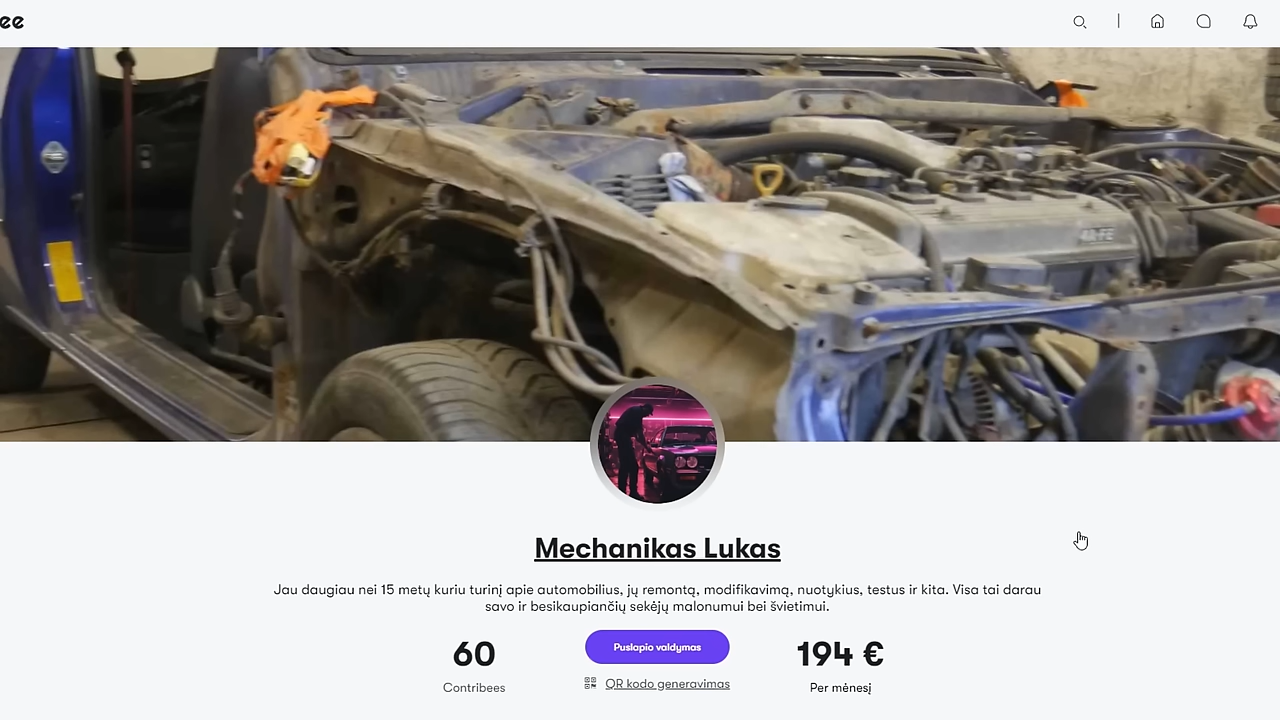 ee
4A-FE
Mechanikas Lukas
Jau daugiau nei 15 metų kuriu turinį apie automobilius, jų remontą, modifikavimą, nuotykius, testus ir kita. Visa tai darau
savo ir besikaupiančių sekėjų malonumui bei švietimui.
60
Contribees
Puslapio valdymas
QR kodo generavimas
194 €
Per mėnesį